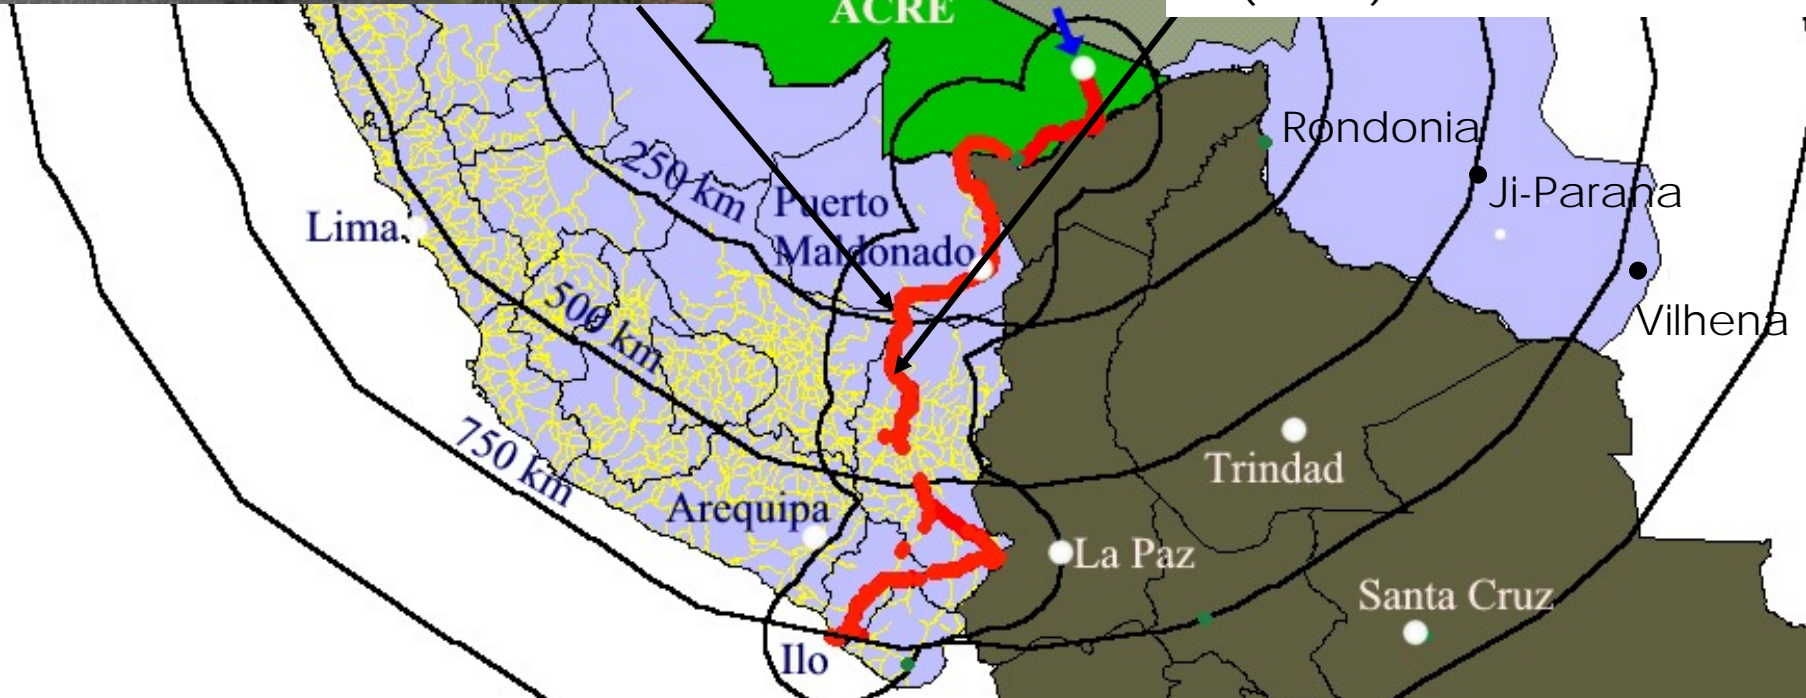 ACRE
Rondonia
250 km
Puerto
Maldonado
Ji-Parana
Lima
500 km
Vilhena
750 km
Trindad
Arequipa
La Paz
Santa Cruz
Ilo